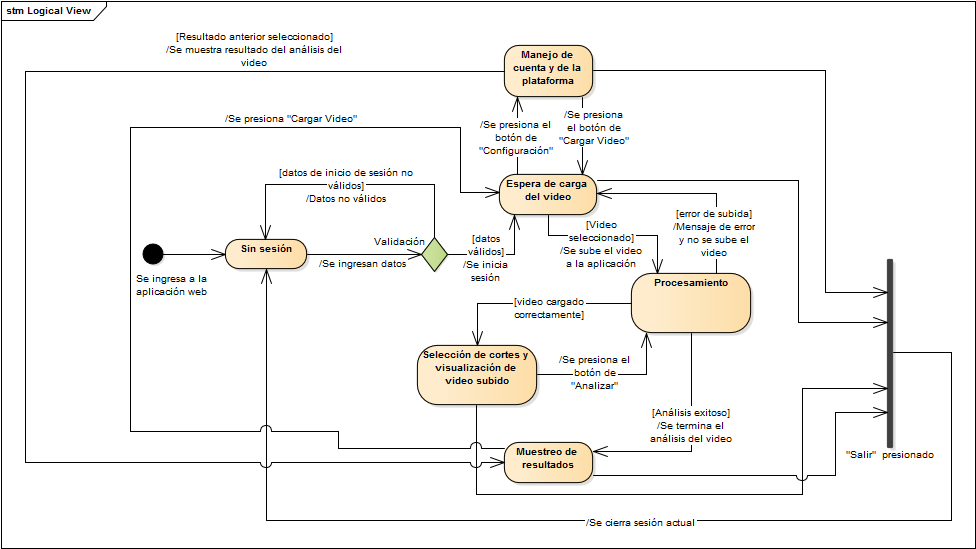 stm Logical View
[Resultado anterior seleccionado]
/Se muestra resultado del análisis del
video
Manejo de
cuenta y de la
plataforma
/Se presiona "Cargar Video"
/Se presiona el
botón de
"Configuración"
/Se presiona
el botón de
"Cargar Video"
[datos de inicio de sesión no
válidos]
/Datos no válidos
Espera de carga
del video
[error de subida]
/Mensaje de error
y no se sube el
video
[Video
seleccionado]
/Se sube el video
a la aplicación
Validación
[datos
válidos]
/Se inicia
sesión
Sin sesión
/Se ingresan datos
Se ingresa a la
aplicación web
Procesamiento
[video cargado
correctamente]
Selección de cortes y
visualización de
video subido
/Se presiona el
botón de
"Analizar"
[Análisis exitoso]
/Se termina el
análisis del video
Muestreo de
resultados
"Salir" presionado
/Se cierra sesión actual